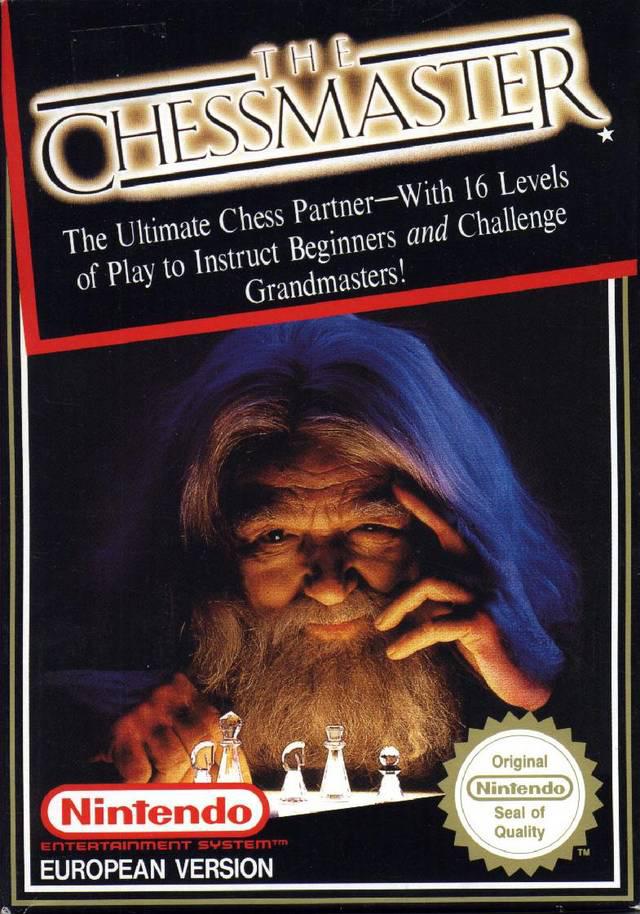 THE
CHESSMASTER
The Ultimate Chess Partner—With 16 Levels
of Play to Instruct Beginners and Challenge
Grandmasters!
Nintendo
ENTERTAINMENT SYSTEM™
EUROPEAN VERSION
Original
Nintendo
Seal of
Quality
TM